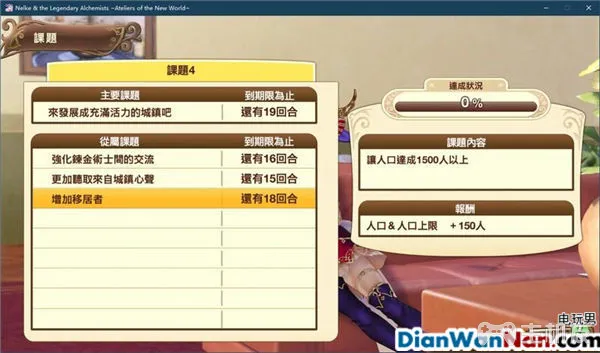 Nelke & the Legendary Alchemists ~Ateliers of the New World~
課題
課題4
主要課題 到期限為止
來發展成充滿活力的城鎮吧 還有19回合
從屬課題 到期限為止
強化鍊金術士間的交流 還有16回合
更加聽取來自城鎮心聲 還有15回合
增加移居者 還有18回合
達成狀況
0 %
課題內容
讓人口達成1500人以上
報酬
人口&人口上限 +150人
电玩男
DianWanNan.com